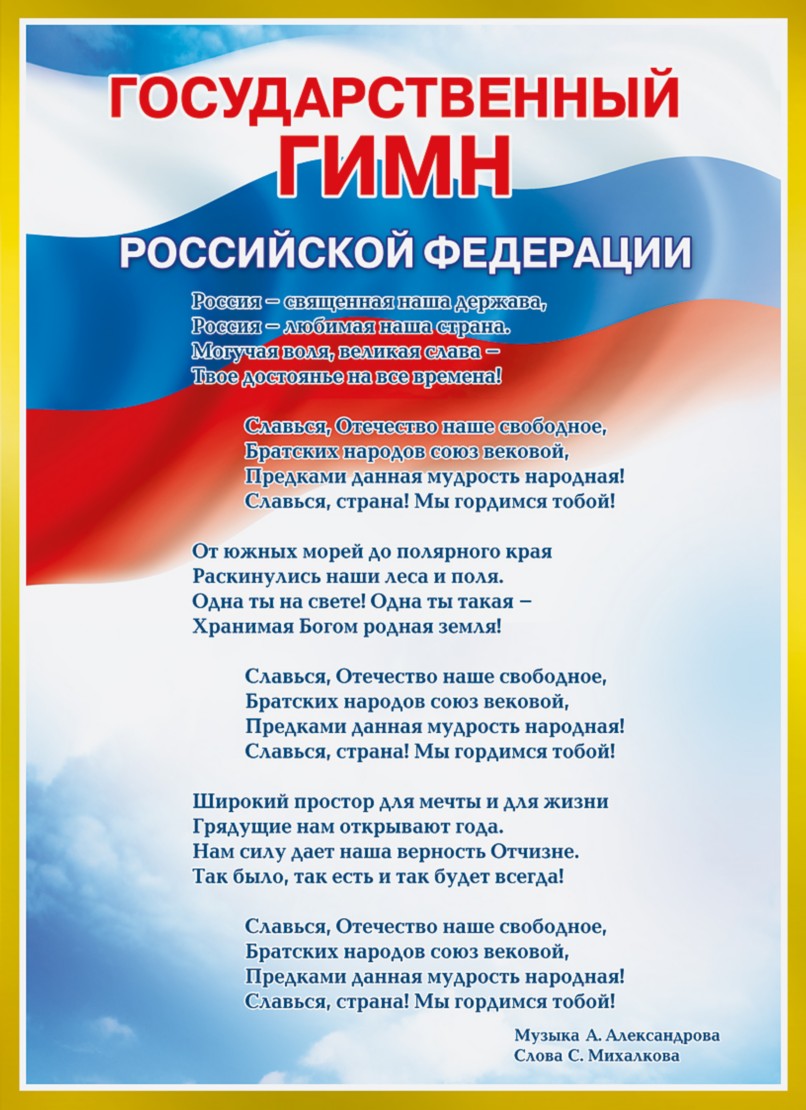 ГОСУДАРСТВЕННЫЙ
ГИМН
РОССИЙСКОЙ ФЕДЕРАЦИИ
Россия – священная наша держава,
Россия – любимая наша страна.
Могучая воля, великая слава –
Твое достоянье на все времена!
Славься, Отечество наше свободное,
Братских народов союз вековой,
Предками данная мудрость народная!
Славься, страна! Мы гордимся тобой!
От южных морей до полярного края
Раскинулись наши леса и поля.
Одна ты на свете! Одна ты такая –
Хранимая Богом родная земля!
Славься, Отечество наше свободное,
Братских народов союз вековой,
Предками данная мудрость народная!
Славься, страна! Мы гордимся тобой!
Широкий простор для мечты и для жизни
Грядущие нам открывают года.
Нам силу дает наша верность Отчизне.
Так было, так есть и так будет всегда!
Славься, Отечество наше свободное,
Братских народов союз вековой,
Предками данная мудрость народная!
Славься, страна! Мы гордимся тобой!
Музыка А. Александрова
Слова С. Михалкова